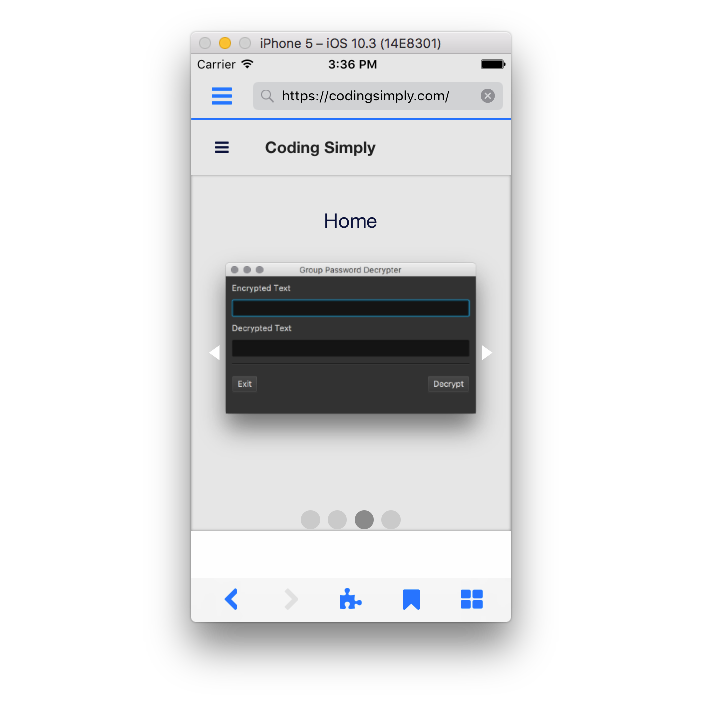 iPhone 5 – iOS 10.3 (14E8301)
Carrier 3:36 PM
https://codingsimply.com/
Coding Simply
Home
Group Password Decrypter
Encrypted Text
Decrypted Text
Exit Decrypt